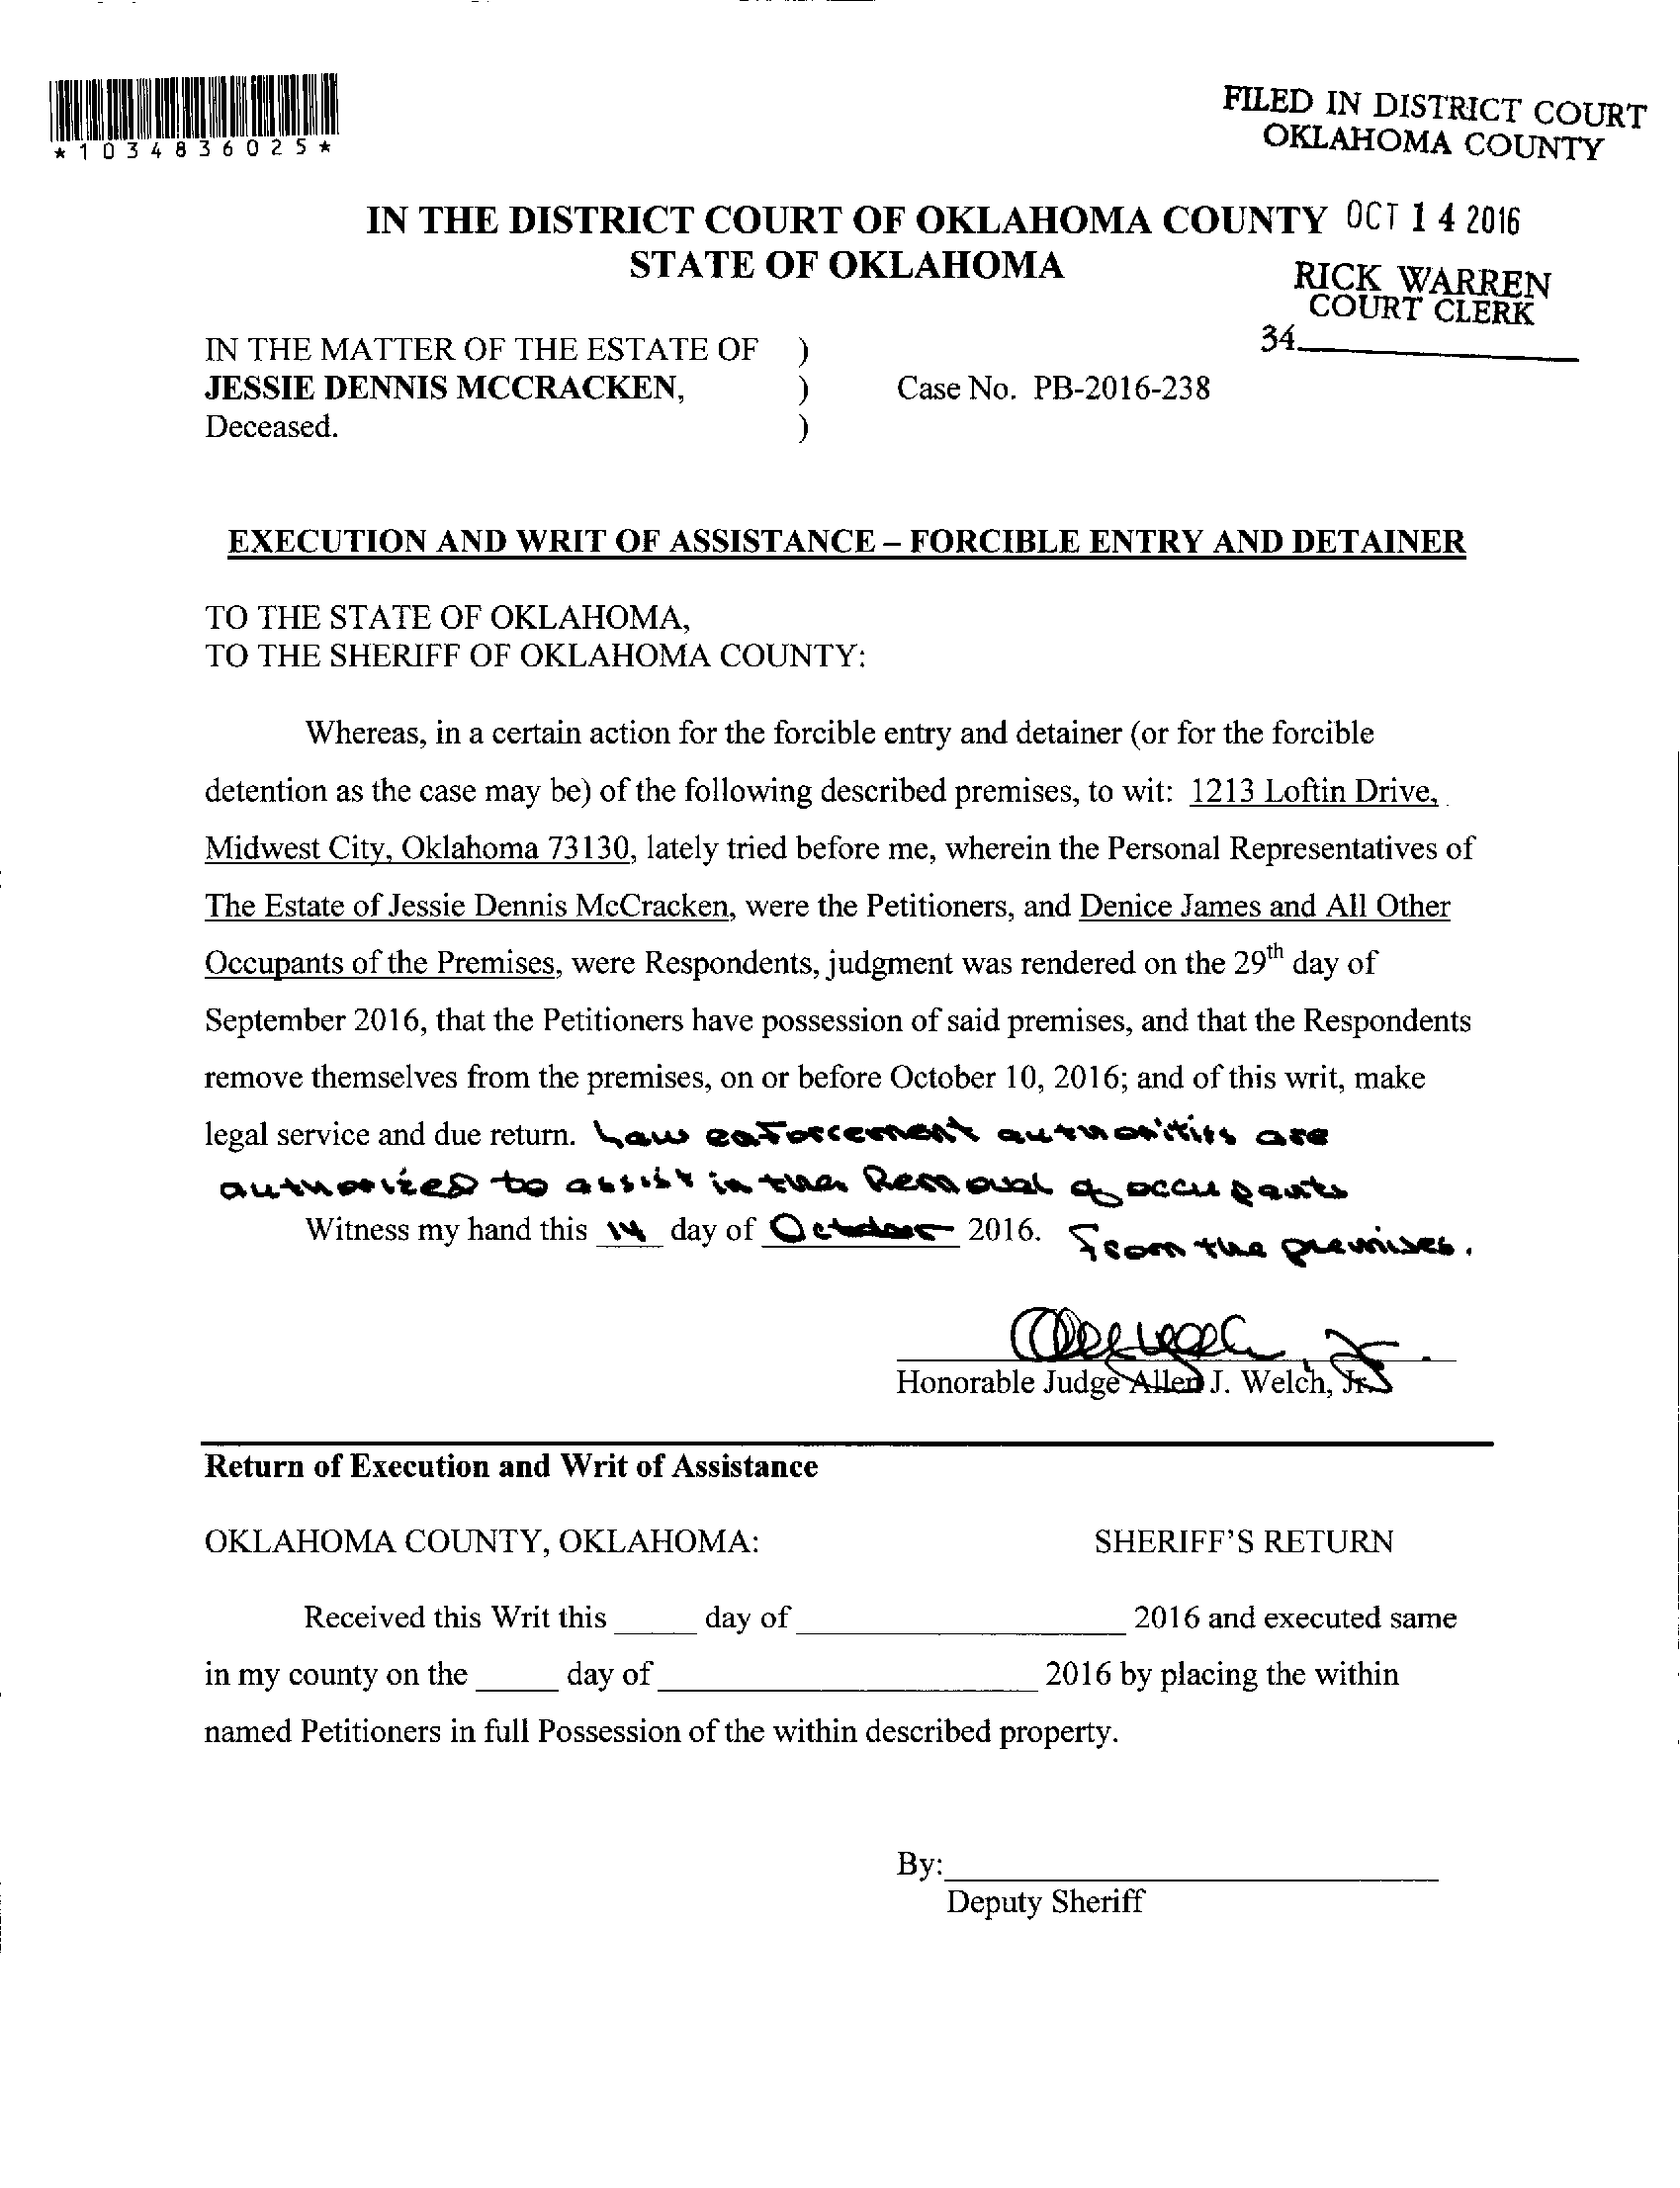 *1034836025*
FILED IN DISTRICT COURT
OKLAHOMA COUNTY
IN THE DISTRICT COURT OF OKLAHOMA COUNTY OCT 14 2016
STATE OF OKLAHOMA
RICK WARREN
COURT CLERK
34
IN THE MATTER OF THE ESTATE OF )
JESSIE DENNIS MCCRACKEN, ) Case No. PB-2016-238
Deceased. )
EXECUTION AND WRIT OF ASSISTANCE – FORCIBLE ENTRY AND DETAINER
TO THE STATE OF OKLAHOMA,
TO THE SHERIFF OF OKLAHOMA COUNTY:
Whereas, in a certain action for the forcible entry and detainer (or for the forcible
detention as the case may be) of the following described premises, to wit: 1213 Loftin Drive,
Midwest City, Oklahoma 73130, lately tried before me, wherein the Personal Representatives of
The Estate of Jessie Dennis McCracken, were the Petitioners, and Denice James and All Other
Occupants of the Premises, were Respondents, judgment was rendered on the 29th day of
September 2016, that the Petitioners have possession of said premises, and that the Respondents
remove themselves from the premises, on or before October 10, 2016; and of this writ, make
legal service and due return. Law enforcement authorities are
authorized to assist in the Removal of occupants
Witness my hand this 14 day of October 2016. from the premises.
Honorable Judge Allen J. Welch, Jr.
Return of Execution and Writ of Assistance
OKLAHOMA COUNTY, OKLAHOMA: SHERIFF'S RETURN
Received this Writ this _____ day of ____________________ 2016 and executed same
in my county on the _____ day of ____________________ 2016 by placing the within
named Petitioners in full Possession of the within described property.
By:____________________
Deputy Sheriff